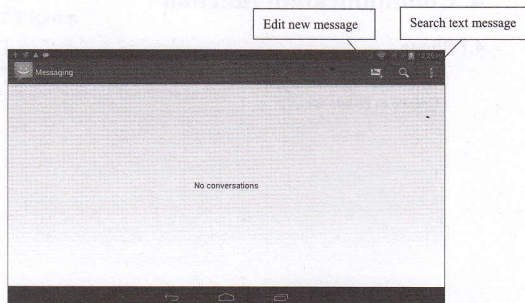 Edit new message
Search text message
Messaging
No conversations